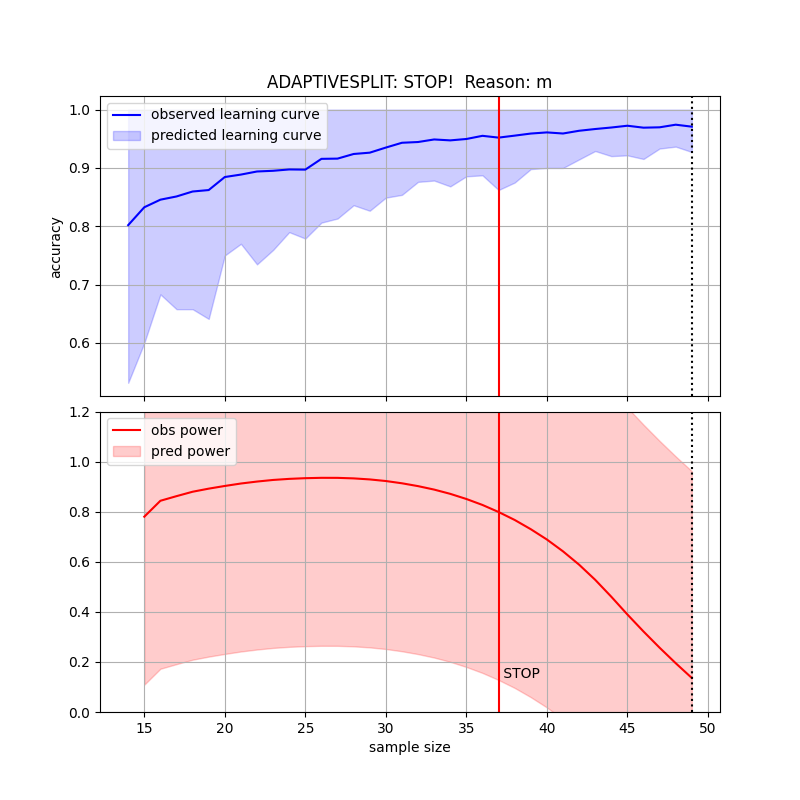 ADAPTIVESPLIT: STOP!  Reason: m
1.0
0.9
0.8
0.7
0.6
accuracy
observed learning curve
predicted learning curve
1.2
1.0
0.8
0.6
0.4
0.2
0.0
obs power
pred power
STOP
15
20
25
30
35
40
45
50
sample size